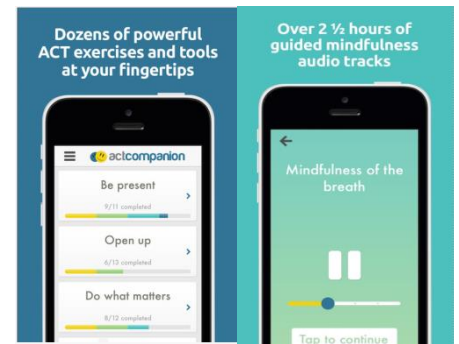 Dozens of powerful
ACT exercises and tools
at your fingertips
actcompanion
Be present
9/11 completed
Open up
6/13 completed
Do what matters
8/12 completed
Over 2 ½ hours of
guided mindfulness
audio tracks
Mindfulness of the
breath
Tap to continue